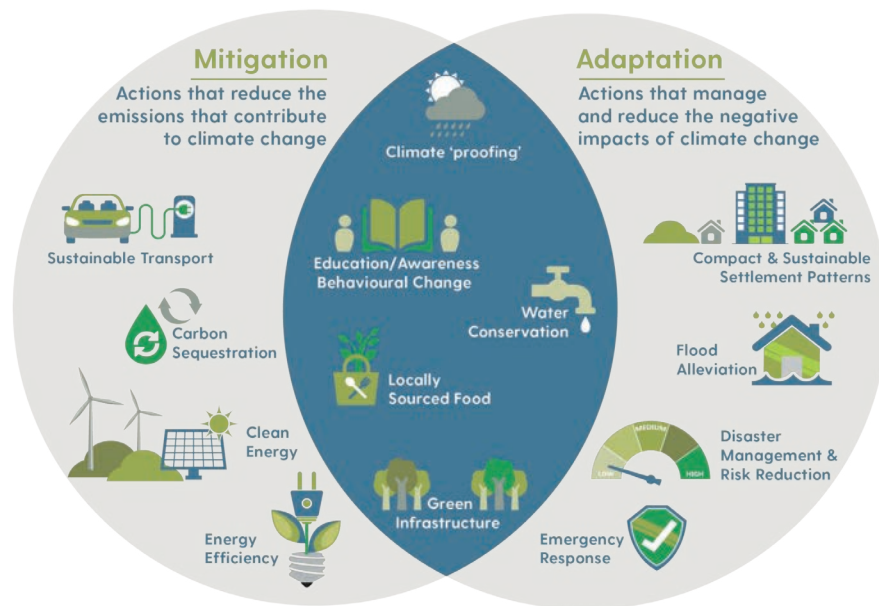 Mitigation
Actions that reduce the
emissions that contribute
to climate change
Sustainable Transport
Carbon
Sequestration
Clean
Energy
Energy
Efficiency
Climate 'proofing'
Education/Awareness
Behavioural Change
Water
Conservation
Locally
Sourced Food
Green
Infrastructure
Adaptation
Actions that manage
and reduce the negative
impacts of climate change
Compact & Sustainable
Settlement Patterns
Flood
Alleviation
LOW
MEDIUM
HIGH
Disaster
Management &
Risk Reduction
Emergency
Response